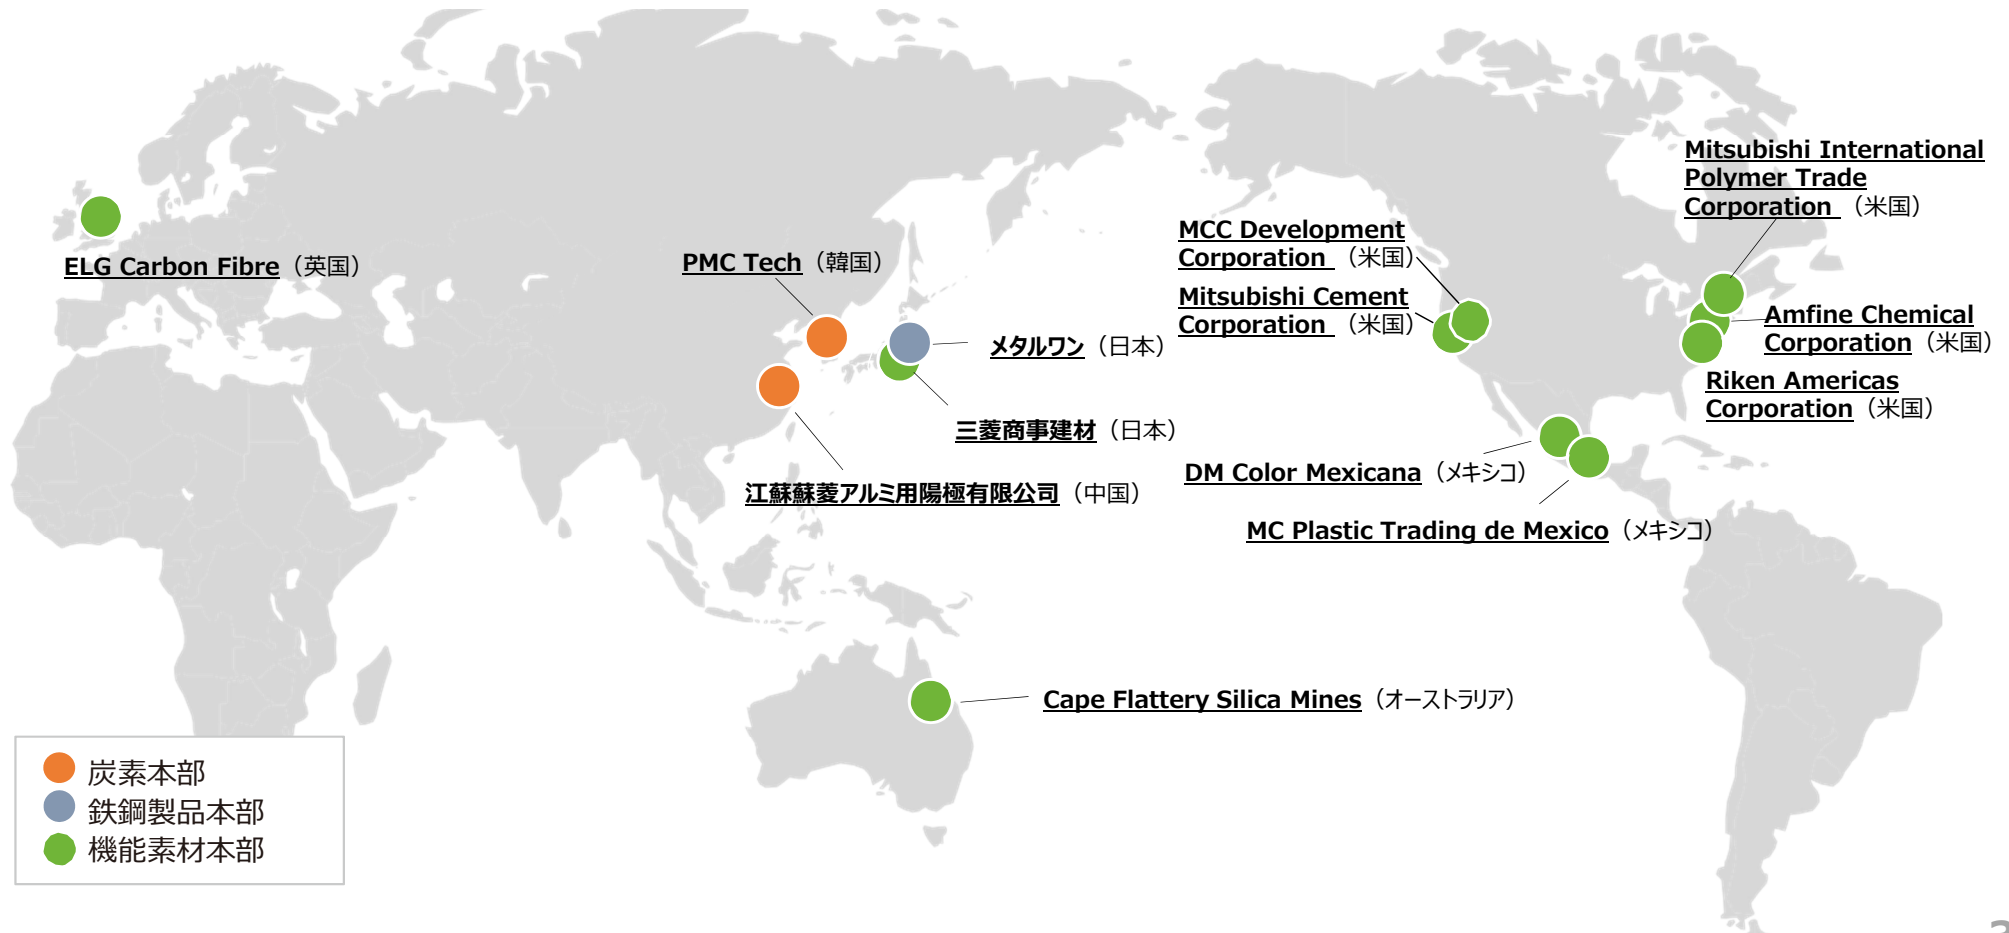 Mitsubishi International
Polymer Trade
Corporation （米国）
MCC Development
Corporation （米国）
ELG Carbon Fibre（英国）
PMC Tech（韓国）
Mitsubishi Cement
Corporation （米国）
Amfine Chemical
Corporation（米国）
メタルワン（日本）
Riken Americas
Corporation（米国）
三菱商事建材（日本）
DM Color Mexicana（メキシコ）
江蘇蘇菱アルミ用陽極有限公司（中国）
MC Plastic Trading de Mexico（メキシコ）
Cape Flattery Silica Mines（オーストラリア）
炭素本部
鉄鋼製品本部
機能素材本部